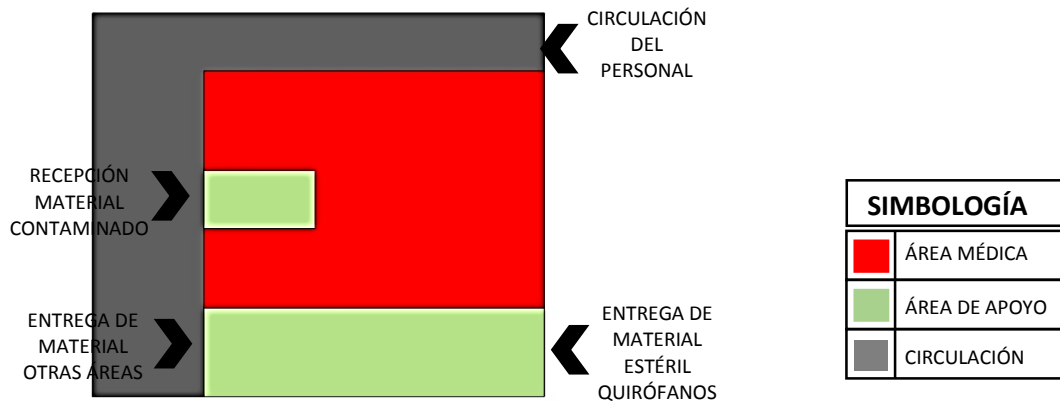 CIRCULACIÓN
DEL
PERSONAL
RECEPCIÓN
MATERIAL
CONTAMINADO
ENTREGA DE
MATERIAL
OTRAS ÁREAS
ENTREGA DE
MATERIAL
ESTÉRIL
QUIRÓFANOS
SIMBOLOGÍA
ÁREA MÉDICA
ÁREA DE APOYO
CIRCULACIÓN